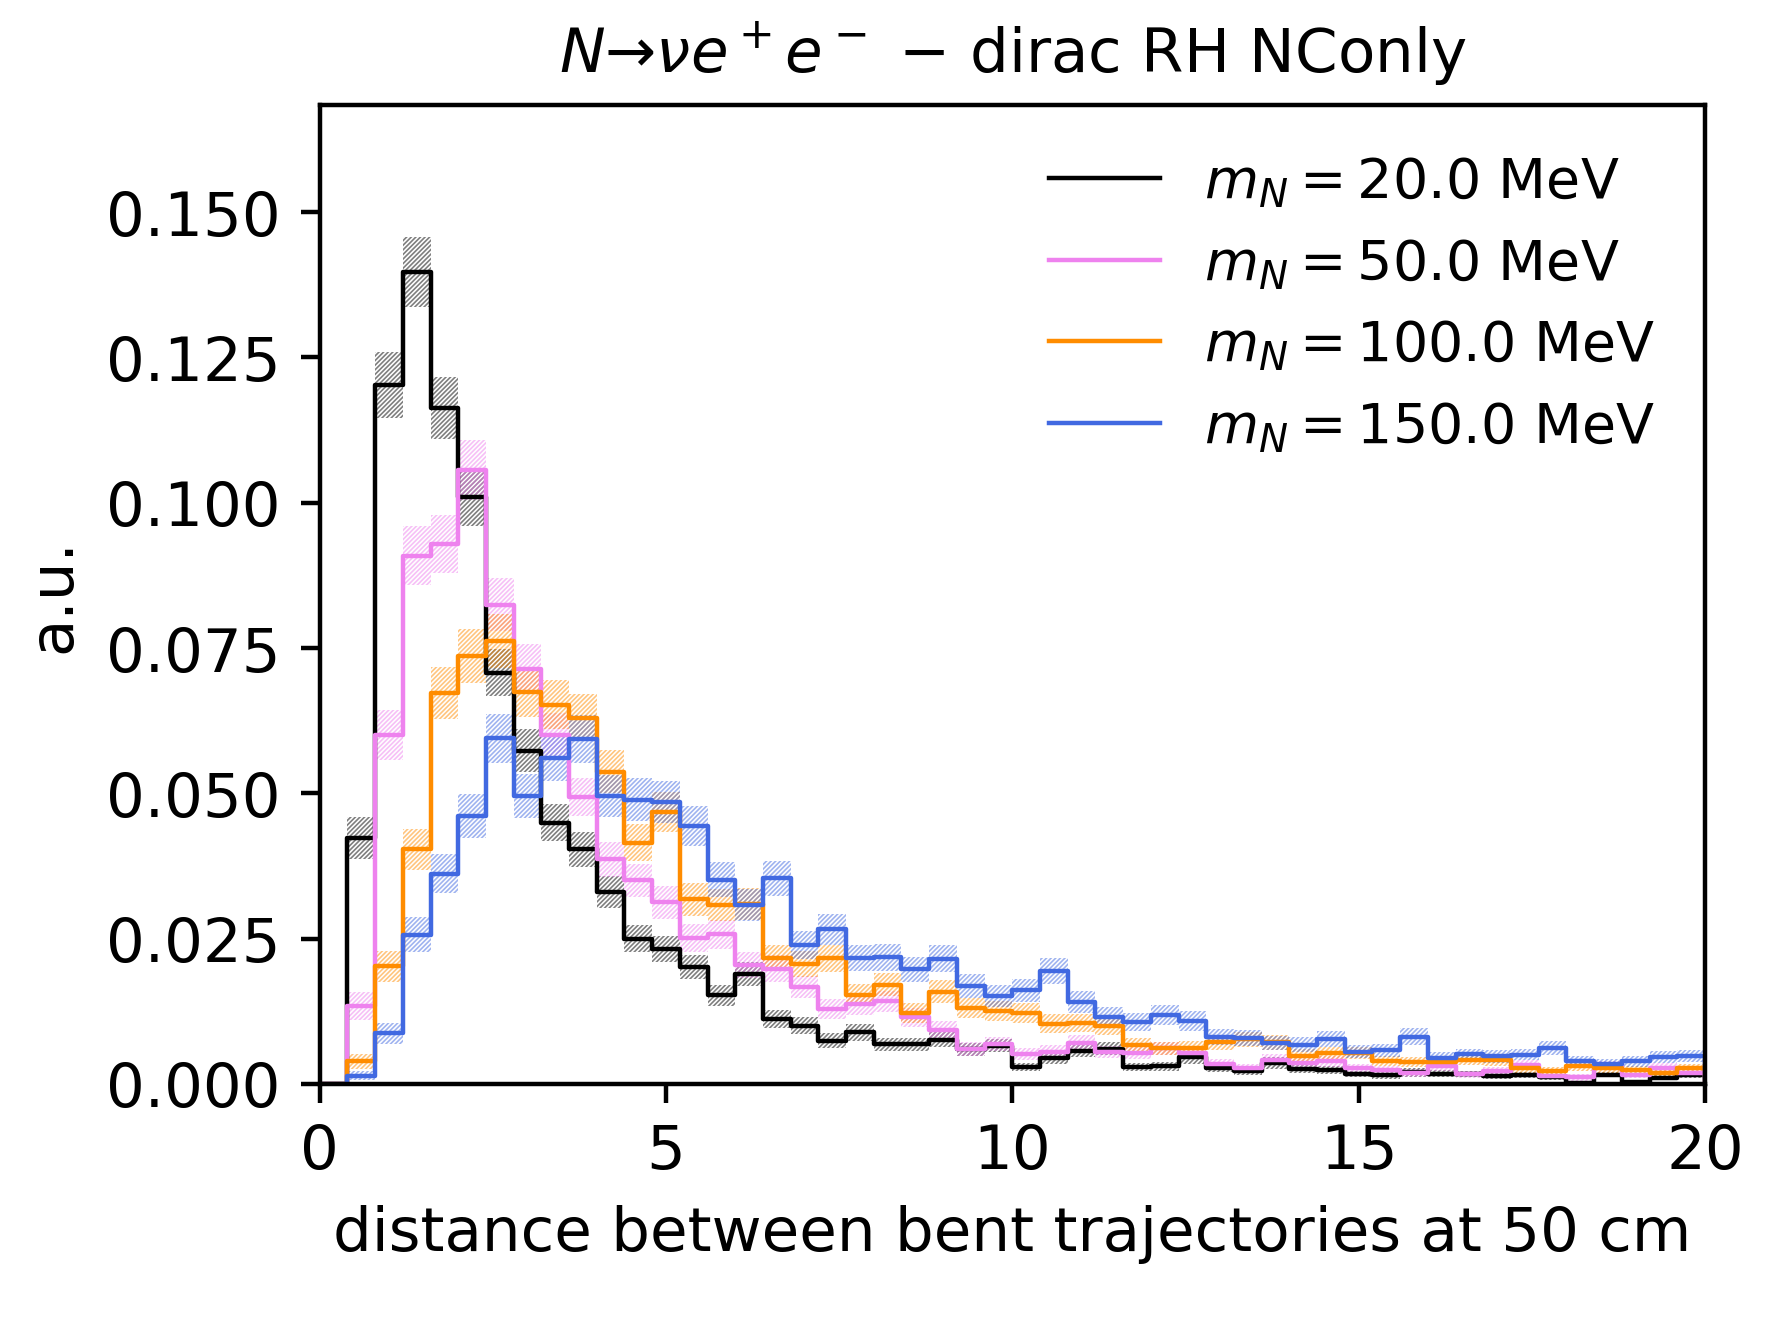 N→νe⁺e⁻ − dirac RH NConly
m_N = 20.0 MeV
m_N = 50.0 MeV
m_N = 100.0 MeV
m_N = 150.0 MeV
a.u.
0.150
0.125
0.100
0.075
0.050
0.025
0.000
0 5 10 15 20
distance between bent trajectories at 50 cm